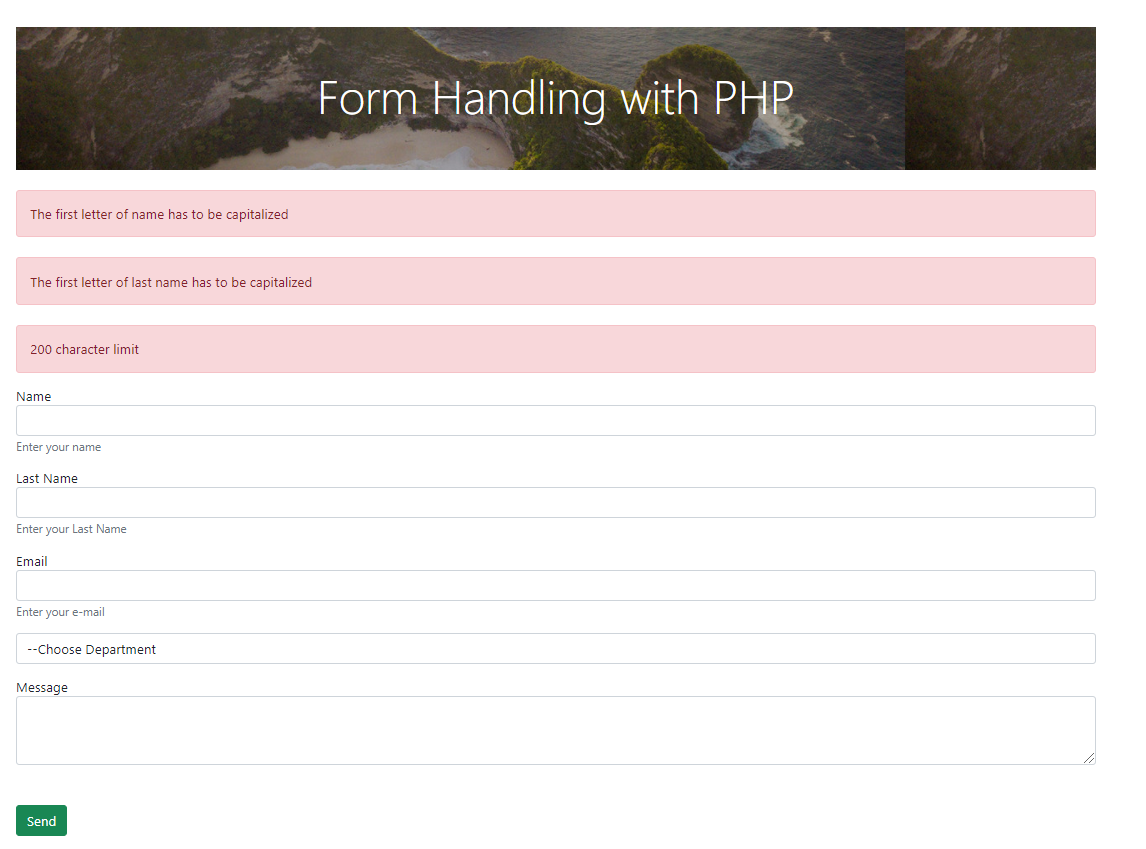 Form Handling with PHP
The first letter of name has to be capitalized
The first letter of last name has to be capitalized
200 character limit
Name
Enter your name
Last Name
Enter your Last Name
Email
Enter your e-mail
--Choose Department
Message
Send